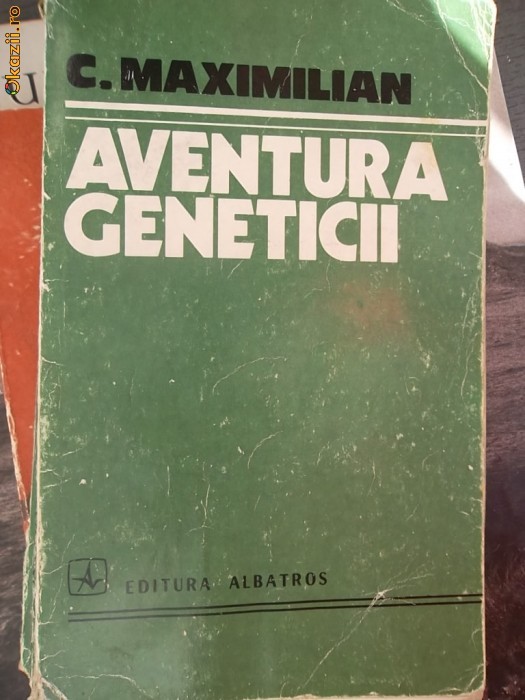 Okazii.ro
U
C. MAXIMILIAN
AVENTURA
GENETICII
EDITURA ALBATROS